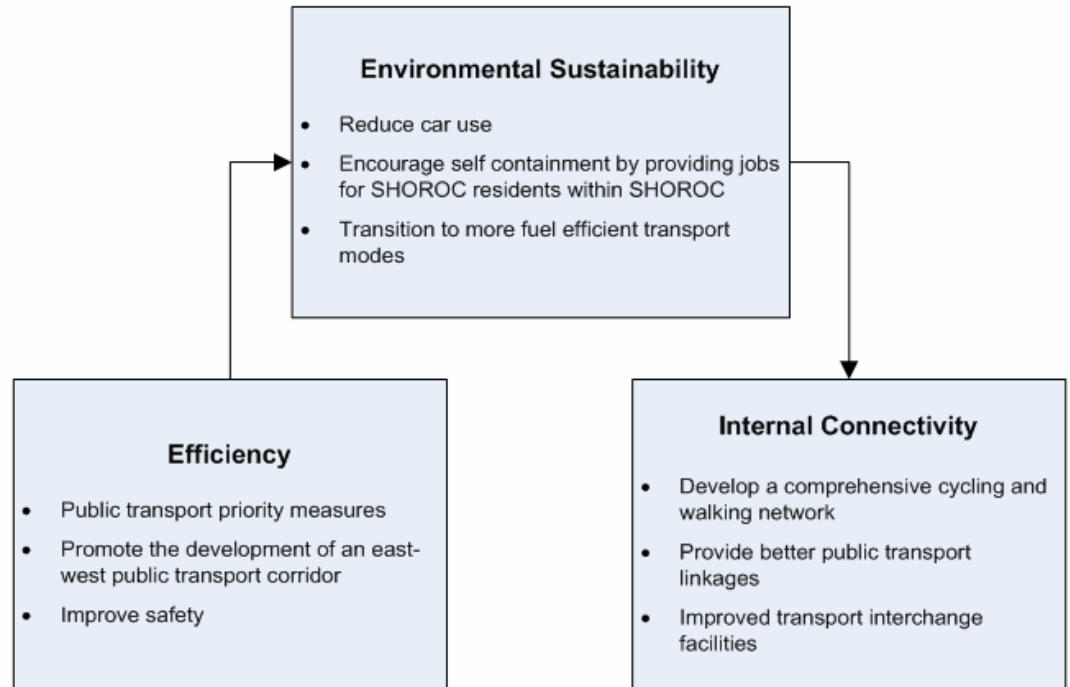 Environmental Sustainability
• Reduce car use
• Encourage self containment by providing jobs
for SHOROC residents within SHOROC
• Transition to more fuel efficient transport
modes
Efficiency
• Public transport priority measures
• Promote the development of an east-
west public transport corridor
• Improve safety
Internal Connectivity
• Develop a comprehensive cycling and
walking network
• Provide better public transport
linkages
• Improved transport interchange
facilities